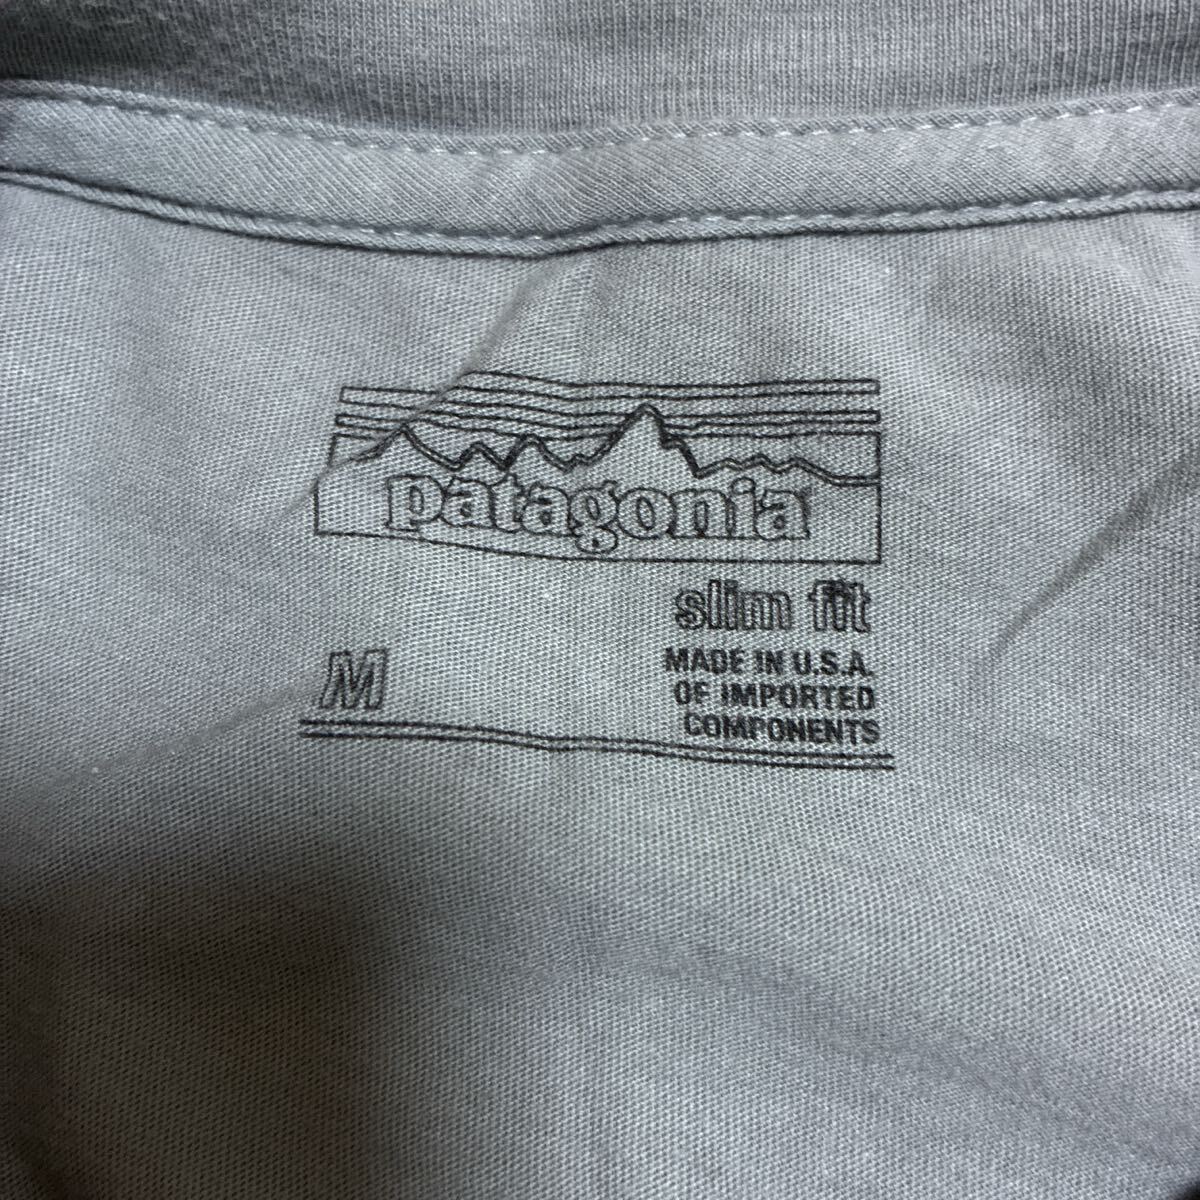 patagonia
slim fit
M
MADE IN U.S.A.
OF IMPORTED
COMPONENTS